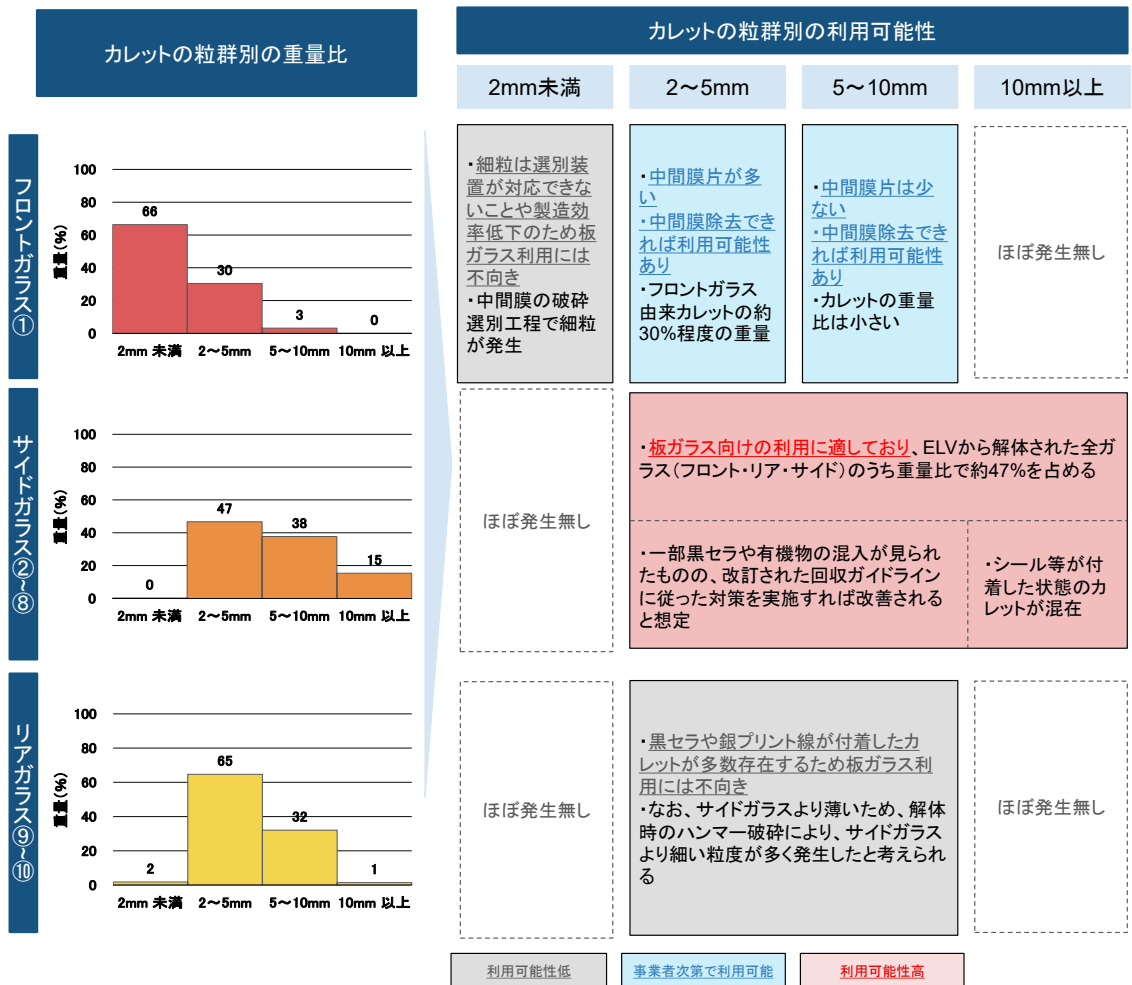 カレットの粒群別の重量比
カレットの粒群別の利用可能性
2mm未満
2～5mm
5～10mm
10mm以上
フロントガラス①
重量(%)
100
80
60
40
20
0
66
30
3
0
2mm 未満
2～5mm
5～10mm
10mm 以上
・細粒は選別装
置が対応できな
いことや製造効
率低下のため板
ガラス利用には
不向き
・中間膜の破砕
選別工程で細粒
が発生
・中間膜片が多
い
・中間膜除去でき
れば利用可能性
あり
・フロントガラス
由来カレットの約
30%程度の重量
・中間膜片は少
ない
・中間膜除去でき
れば利用可能性
あり
・カレットの重量
比は小さい
ほぼ発生無し
サイドガラス②～⑧
重量(%)
100
80
60
40
20
0
0
47
38
15
2mm 未満
2～5mm
5～10mm
10mm 以上
ほぼ発生無し
・板ガラス向けの利用に適しており、ELVから解体された全ガ
ラス(フロント・リア・サイド)のうち重量比で約47%を占める
・一部黒セラや有機物の混入が見られ
たものの、改訂された回収ガイドライン
に従った対策を実施すれば改善される
と想定
・シール等が付
着した状態のカ
レットが混在
リアガラス⑨～⑩
重量(%)
100
80
60
40
20
0
2
65
32
1
2mm 未満
2～5mm
5～10mm
10mm 以上
ほぼ発生無し
・黒セラや銀プリント線が付着したカ
レットが多数存在するため板ガラス利
用には不向き
・なお、サイドガラスより薄いため、解体
時のハンマー破砕により、サイドガラス
より細い粒度が多く発生したと考えられ
る
ほぼ発生無し
利用可能性低
事業者次第で利用可能
利用可能性高